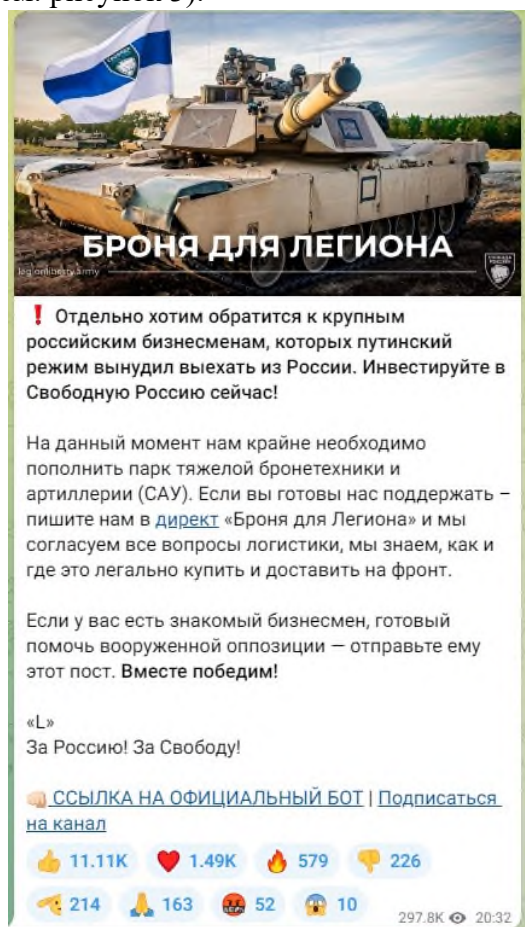 БРОНЯ ДЛЯ ЛЕГИОНА
legionliberty.army
❗ Отдельно хотим обратится к крупным
российским бизнесменам, которых путинский
режим вынудил выехать из России. Инвестируйте в
Свободную Россию сейчас!
На данный момент нам крайне необходимо
пополнить парк тяжелой бронетехники и
артиллерии (САУ). Если вы готовы нас поддержать –
пишите нам в директ «Броня для Легиона» и мы
согласуем все вопросы логистики, мы знаем, как и
где это легально купить и доставить на фронт.
Если у вас есть знакомый бизнесмен, готовый
помочь вооруженной оппозиции — отправьте ему
этот пост. Вместе победим!
«L»
За Россию! За Свободу!
👊🏻 ССЫЛКА НА ОФИЦИАЛЬНЫЙ БОТ | Подписаться
на канал
👍 11.11K ❤️ 1.49K 🔥 579 👎 226
🫡 214 🙏 163 🤬 52 😱 10
297.8K 20:32